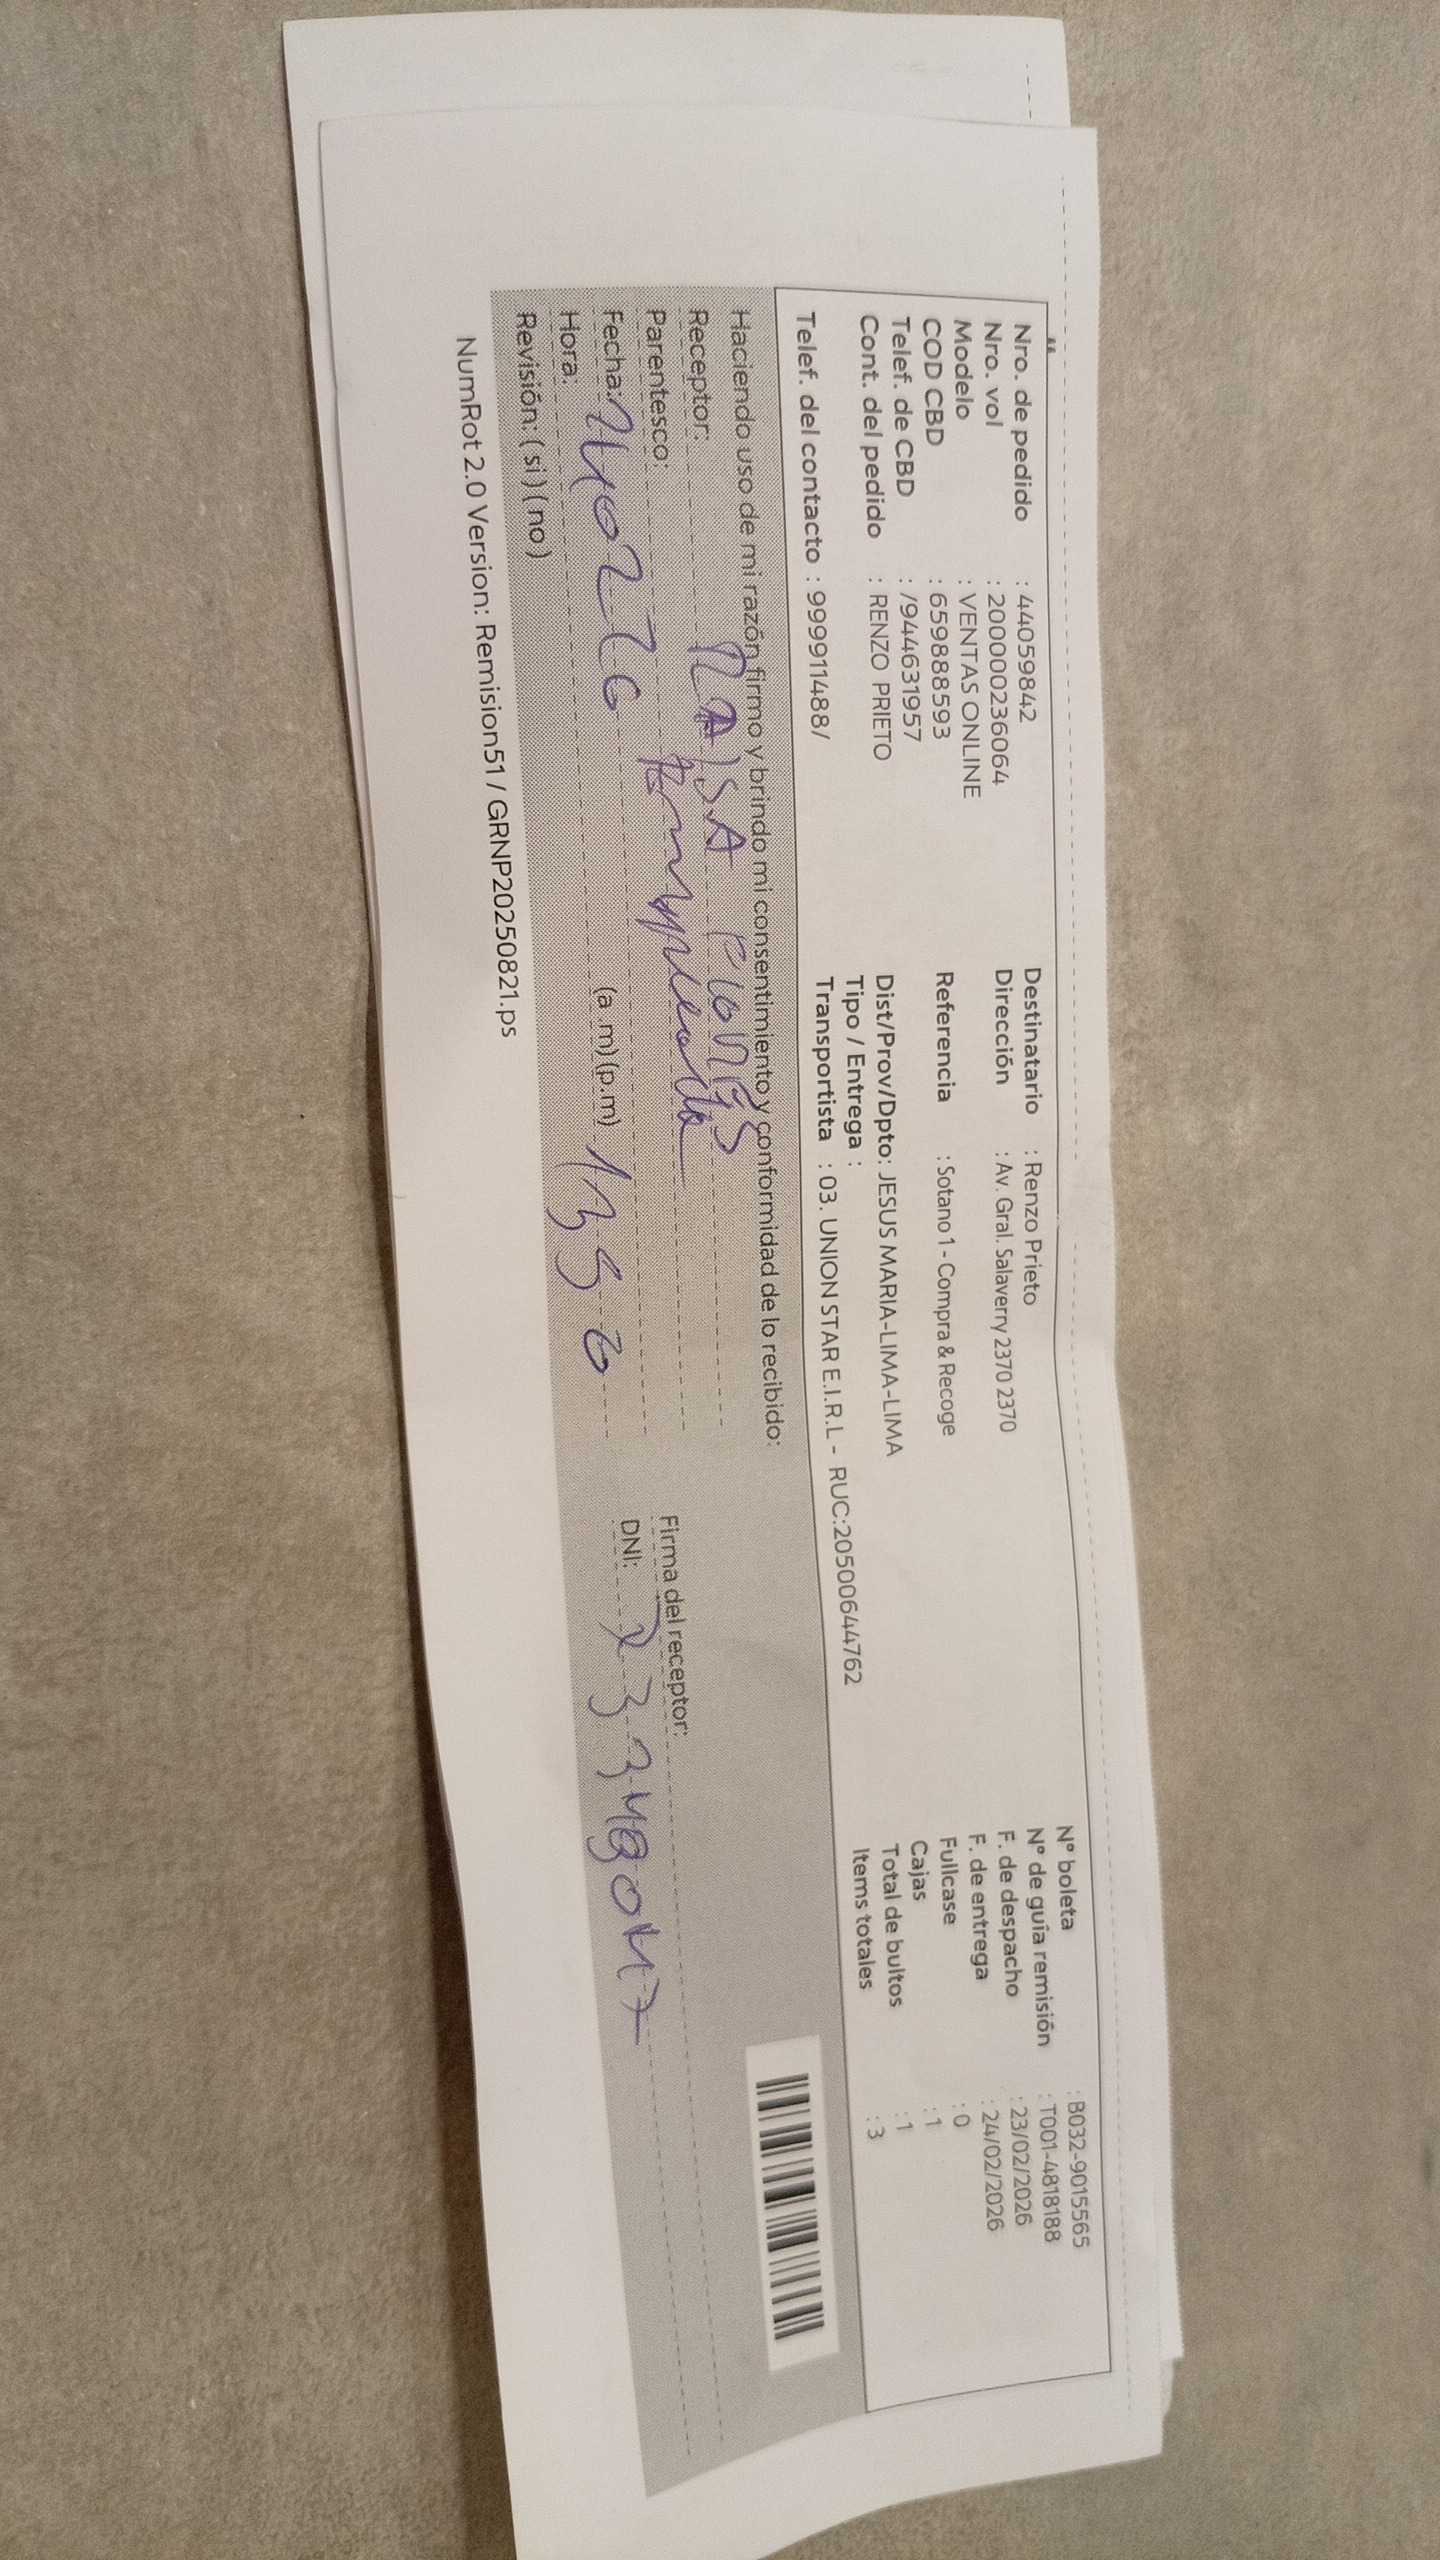 Nro. de pedido : 44059842
Nro. vol : 200000236064
Modelo : VENTAS ONLINE
COD CBD : 659888593
Telef. de CBD : /944631957
Cont. del pedido : RENZO PRIETO
Telef. del contacto : 999911488/
Destinatario : Renzo Prieto
Dirección : Av. Gral. Salaverry 2370 2370
Referencia : Sotano 1 - Compra & Recoge
Dist/Prov/Dpto: JESUS MARIA-LIMA-LIMA
Tipo / Entrega :
Transportista : 03. UNION STAR E.I.R.L - RUC:20500644762
Nº boleta : B032-9015565
Nº de guía remisión : T001-4818188
F. de despacho : 23/02/2026
F. de entrega : 24/02/2026
Fullcase : 0
Cajas : 1
Total de bultos : 1
Items totales : 3
Haciendo uso de mi razón firmo y brindo mi consentimiento y conformidad de lo recibido:
Receptor:
Parentesco:
Fecha: 240226
Hora: (a.m)(p.m)
Revisión: ( si ) ( no )
Firma del receptor:
DNI:
NumRot 2.0 Version: Remision51 / GRNP20250821.ps